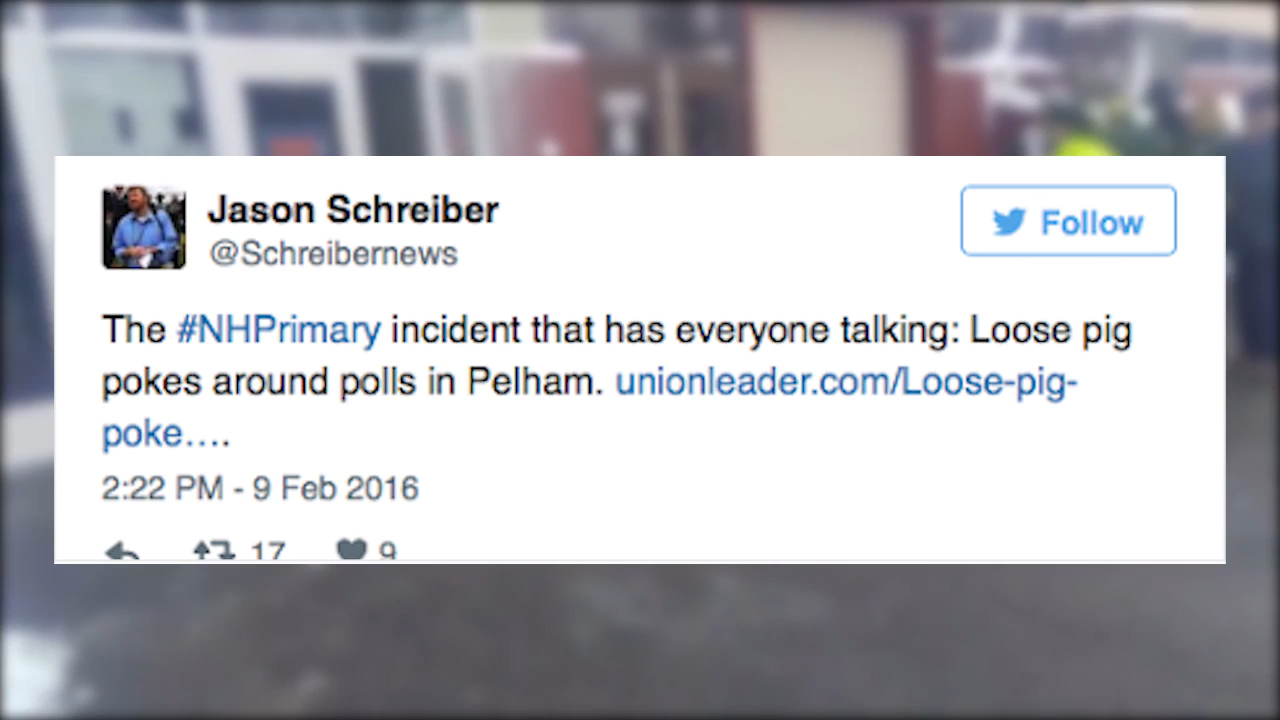 Jason Schreiber
@Schreibernews
Follow
The #NHPrimary incident that has everyone talking: Loose pig
pokes around polls in Pelham. unionleader.com/Loose-pig-
poke….
2:22 PM - 9 Feb 2016
17 9